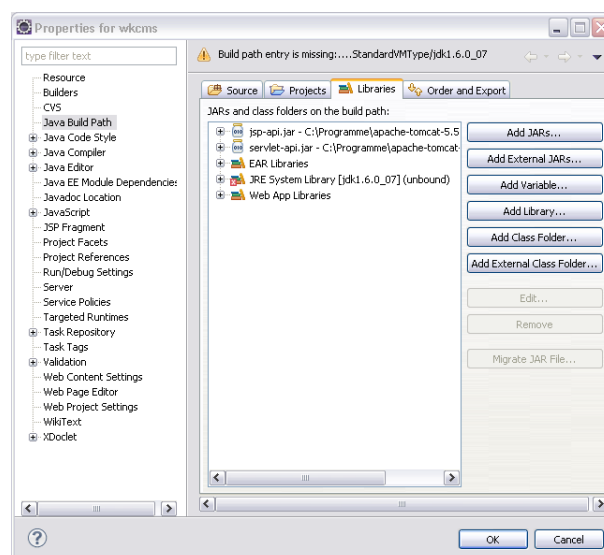 Properties for wkcms
type filter text
Resource
Builders
CVS
Java Build Path
Java Code Style
Java Compiler
Java Editor
Java EE Module Dependencies
Javadoc Location
JavaScript
JSP Fragment
Project Facets
Project References
Run/Debug Settings
Server
Service Policies
Targeted Runtimes
Task Repository
Task Tags
Validation
Web Content Settings
Web Page Editor
Web Project Settings
WikiText
XDoclet
Build path entry is missing:....StandardVMType/jdk1.6.0_07
Source Projects Libraries Order and Export
JARs and class folders on the build path:
jsp-api.jar - C:\Programme\apache-tomcat-5.5
servlet-api.jar - C:\Programme\apache-tomcat-
EAR Libraries
JRE System Library [jdk1.6.0_07] (unbound)
Web App Libraries
Add JARs...
Add External JARs...
Add Variable...
Add Library...
Add Class Folder...
Add External Class Folder...
Edit...
Remove
Migrate JAR File...
OK Cancel